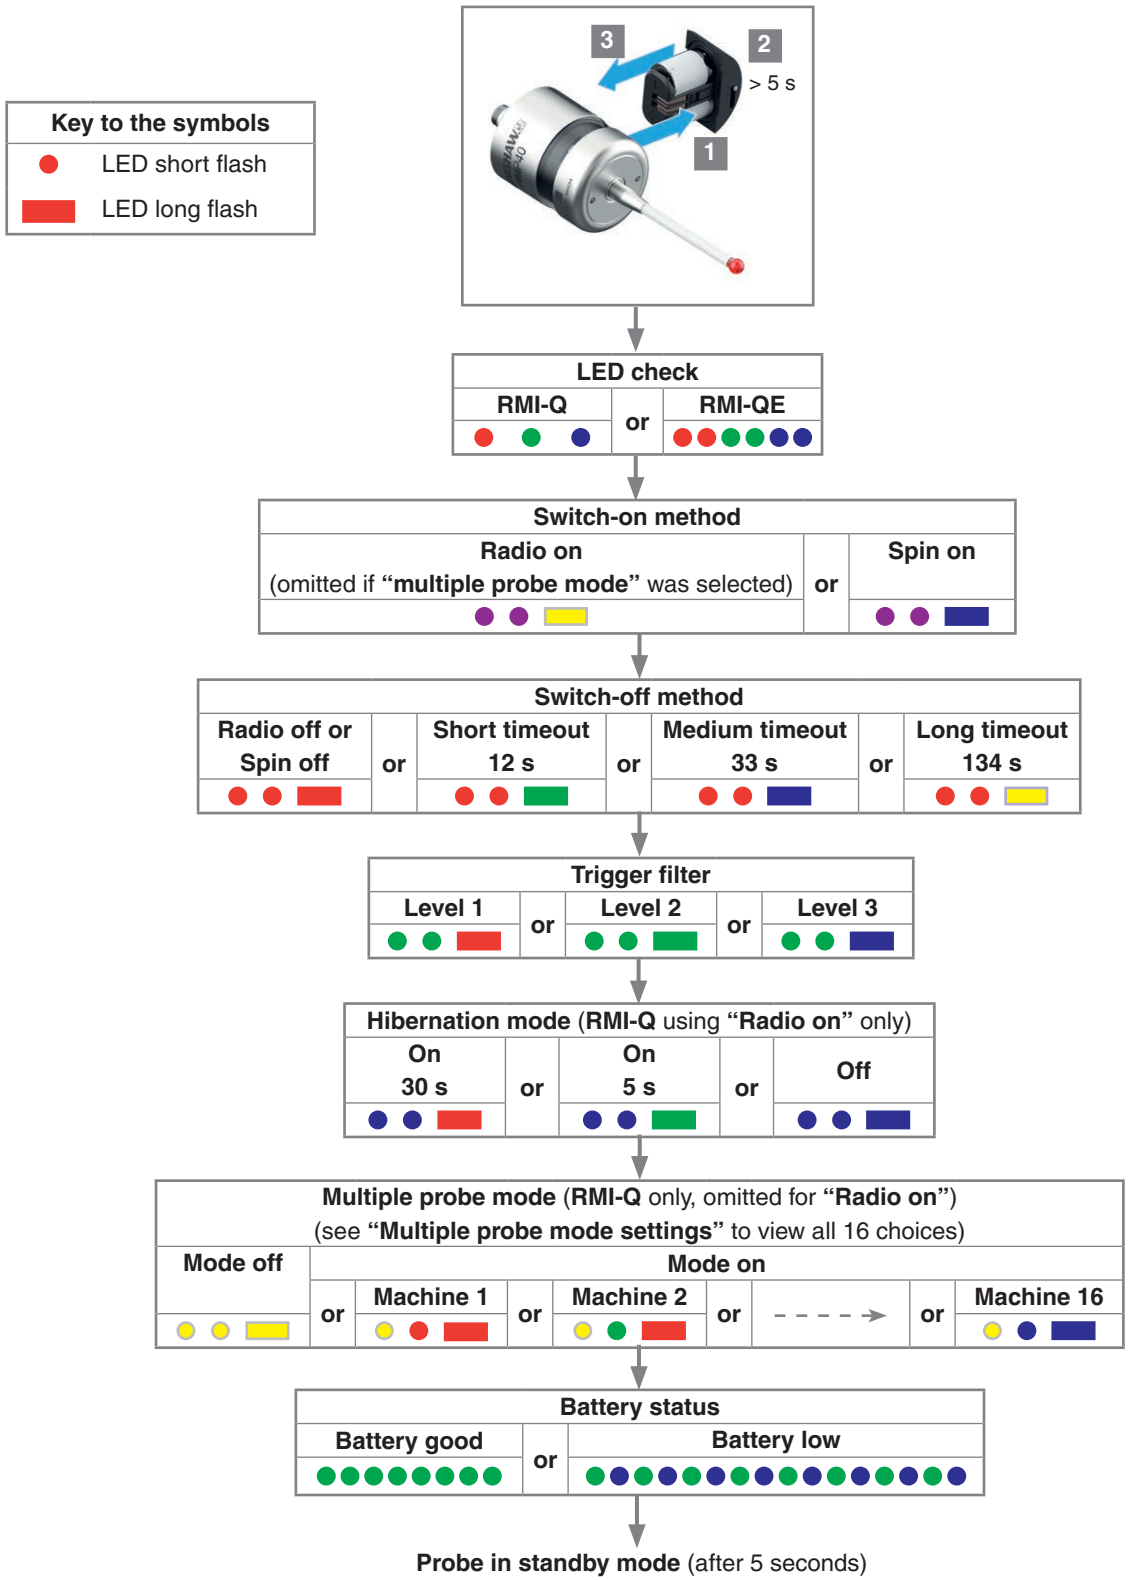 3
2
> 5 s
1
Key to the symbols
LED short flash
LED long flash
LED check
RMI-Q
or
RMI-QE
Switch-on method
Radio on
(omitted if “multiple probe mode” was selected)
or
Spin on
Switch-off method
Radio off or
Spin off
or
Short timeout
12 s
or
Medium timeout
33 s
or
Long timeout
134 s
Trigger filter
Level 1
or
Level 2
or
Level 3
Hibernation mode (RMI-Q using “Radio on” only)
On
30 s
or
On
5 s
or
Off
Multiple probe mode (RMI-Q only, omitted for “Radio on”)
(see “Multiple probe mode settings” to view all 16 choices)
Mode off
Mode on
or
Machine 1
or
Machine 2
or
or
Machine 16
Battery status
Battery good
or
Battery low
Probe in standby mode (after 5 seconds)